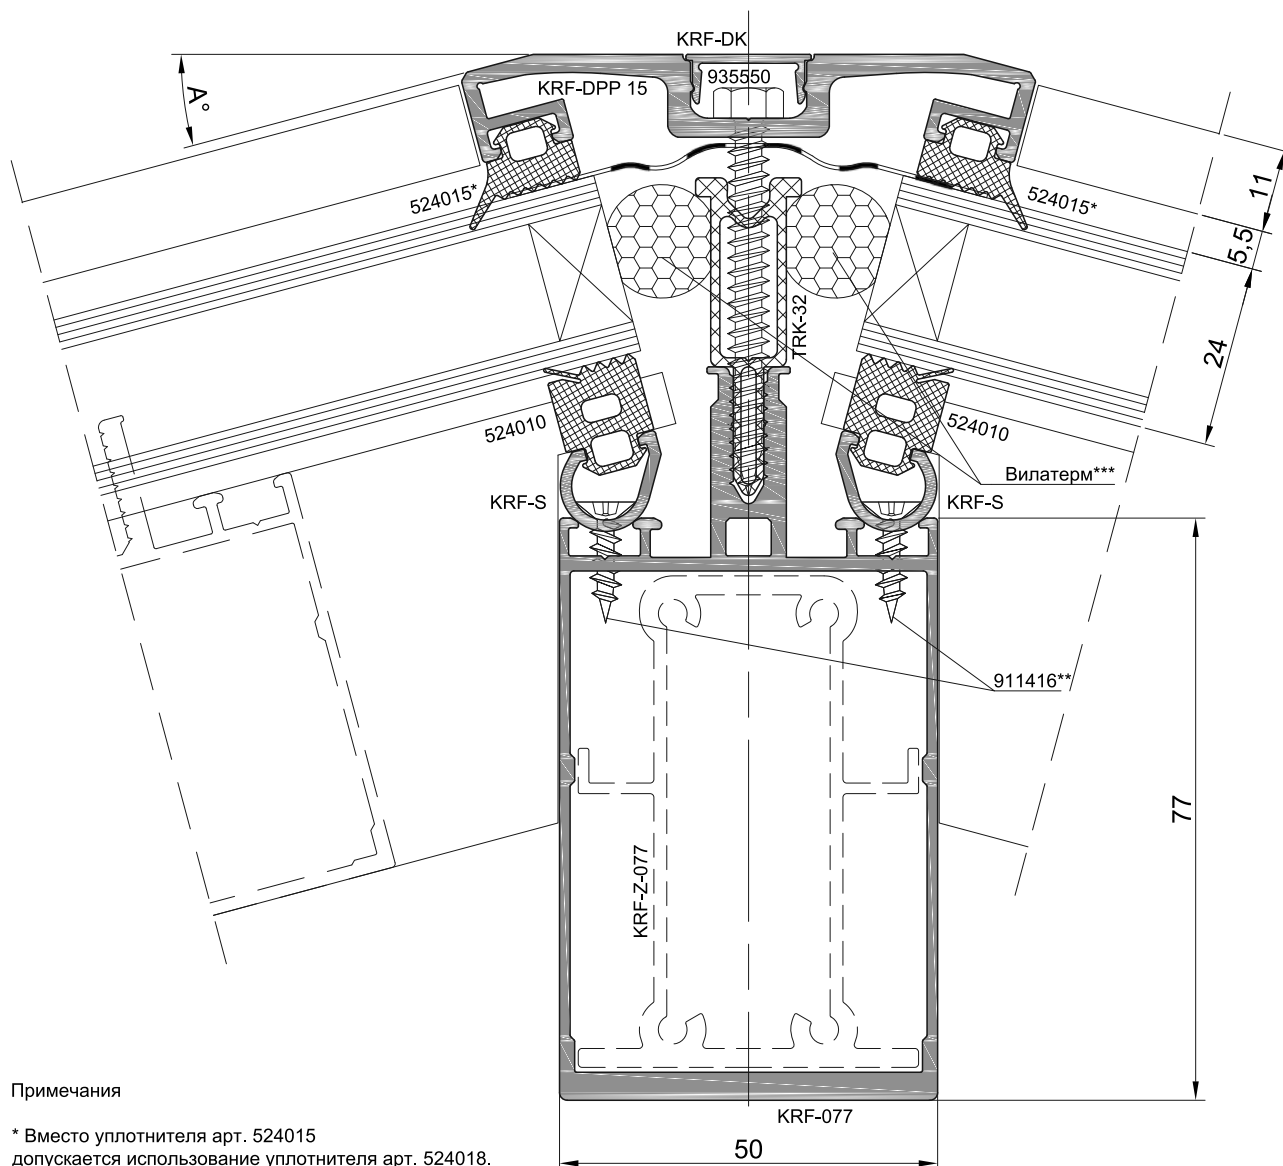 KRF-DK
935550
KRF-DPP 15
A°
524015*
524015*
11
5,5
24
TRK-32
524010
524010
Вилатерм***
KRF-S
KRF-S
911416**
77
KRF-Z-077
KRF-077
50
Примечания
* Вместо уплотнителя арт. 524015
допускается использование уплотнителя арт. 524018.